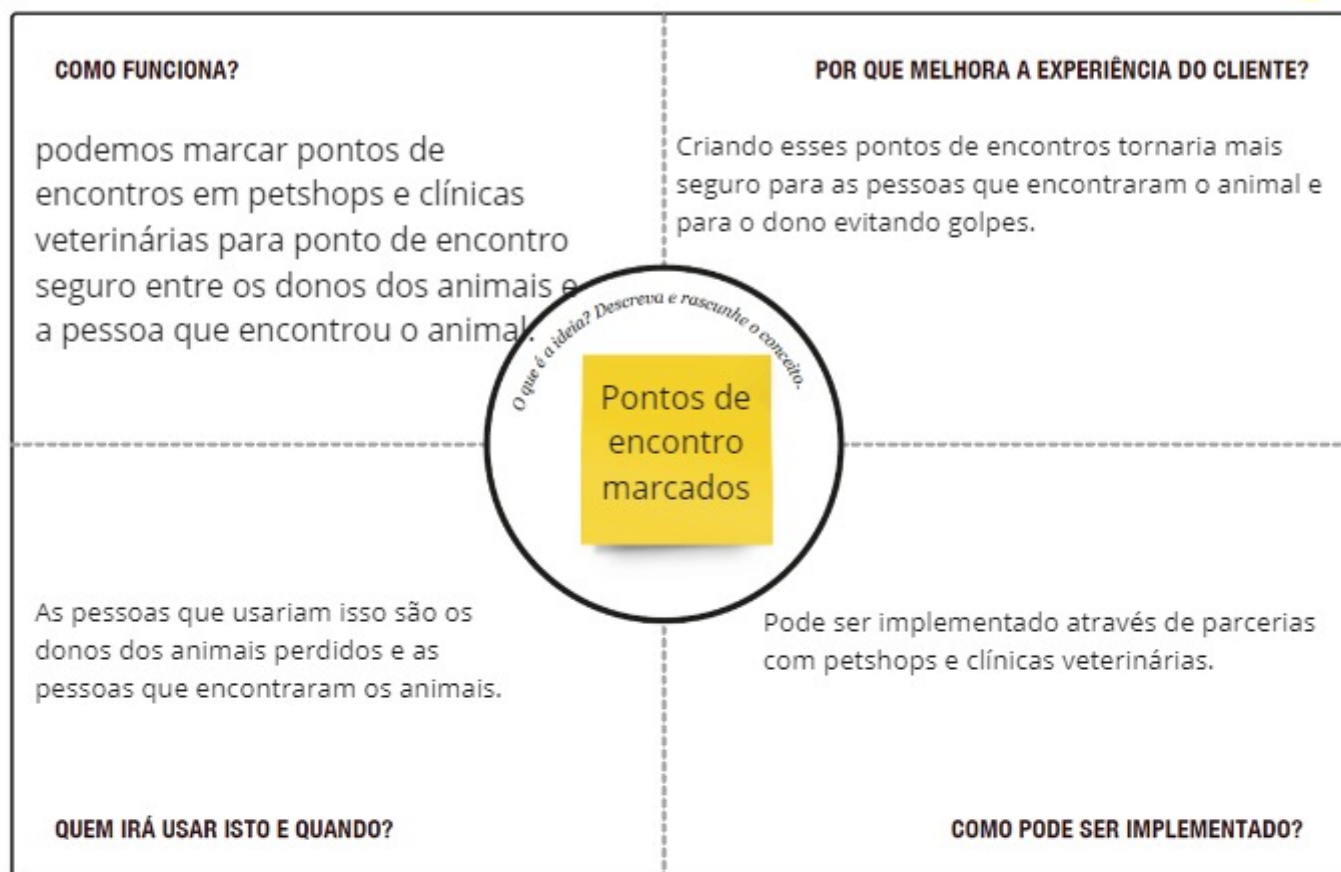 COMO FUNCIONA?
podemos marcar pontos de
encontros em petshops e clínicas
veterinárias para ponto de encontro
seguro entre os donos dos animais e
a pessoa que encontrou o animal.
POR QUE MELHORA A EXPERIÊNCIA DO CLIENTE?
Criando esses pontos de encontros tornaria mais
seguro para as pessoas que encontraram o animal e
para o dono evitando golpes.
O que é a ideia? Descreva e rascunhe o conceito.
Pontos de
encontro
marcados
As pessoas que usariam isso são os
donos dos animais perdidos e as
pessoas que encontraram os animais.
QUEM IRÁ USAR ISTO E QUANDO?
Pode ser implementado através de parcerias
com petshops e clínicas veterinárias.
COMO PODE SER IMPLEMENTADO?